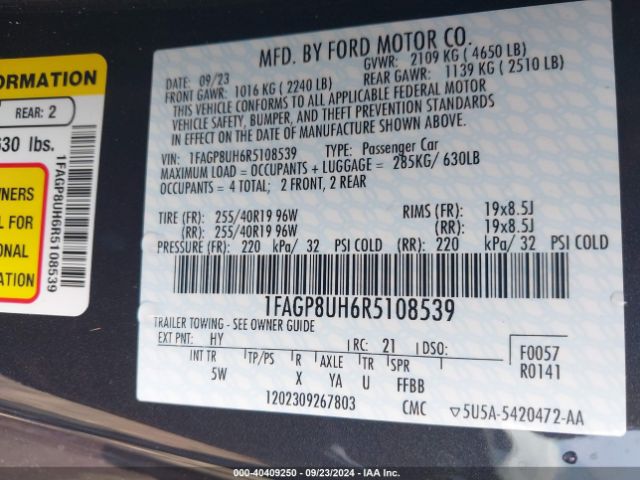 FORMATION
REAR: 2
630 lbs.
WNERS
L FOR
ONAL
ATION
1FAGP8UH6R5108539
MFD. BY FORD MOTOR CO.
DATE: 09/23 GVWR: 2109 KG ( 4650 LB)
FRONT GAWR: 1016 KG ( 2240 LB) REAR GAWR: 1139 KG ( 2510 LB)
THIS VEHICLE CONFORMS TO ALL APPLICABLE FEDERAL MOTOR
VEHICLE SAFETY, BUMPER, AND THEFT PREVENTION STANDARDS
IN EFFECT ON THE DATE OF MANUFACTURE SHOWN ABOVE.
VIN: 1FAGP8UH6R5108539 TYPE: Passenger Car
MAXIMUM LOAD = OCCUPANTS + LUGGAGE = 285KG/ 630LB
OCCUPANTS = 4 TOTAL; 2 FRONT, 2 REAR
TIRE (FR): 255/40R19 96W RIMS (FR): 19x8.5J
(RR): 255/40R19 96W (RR): 19x8.5J
PRESSURE (FR): 220 kPa/ 32 PSI COLD (RR): 220 kPa/ 32 PSI COLD
1FAGP8UH6R5108539
TRAILER TOWING - SEE OWNER GUIDE
EXT PNT: HY RC: 21 DSO: F0057
INT TR TP/PS R AXLE TR SPR R0141
5W X YA U FFBB
1202309267803 CMC ▽5U5A-5420472-AA
000-40409250 - 09/23/2024 - IAA Inc.